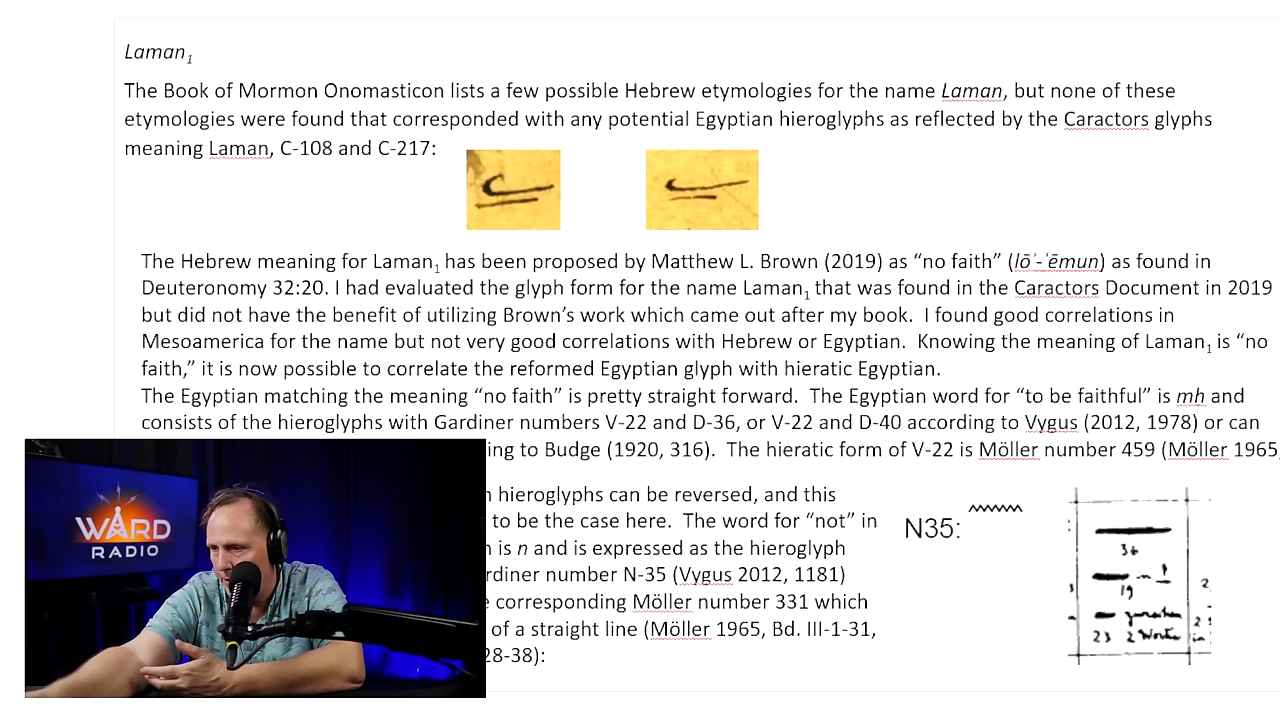 Laman1
The Book of Mormon Onomasticon lists a few possible Hebrew etymologies for the name Laman, but none of these
etymologies were found that corresponded with any potential Egyptian hieroglyphs as reflected by the Caractors glyphs
meaning Laman, C-108 and C-217:
The Hebrew meaning for Laman1 has been proposed by Matthew L. Brown (2019) as “no faith” (lōʾ-ʾēmun) as found in
Deuteronomy 32:20. I had evaluated the glyph form for the name Laman1 that was found in the Caractors Document in 2019
but did not have the benefit of utilizing Brown’s work which came out after my book. I found good correlations in
Mesoamerica for the name but not very good correlations with Hebrew or Egyptian. Knowing the meaning of Laman1 is “no
faith,” it is now possible to correlate the reformed Egyptian glyph with hieratic Egyptian.
The Egyptian matching the meaning “no faith” is pretty straight forward. The Egyptian word for “to be faithful” is mh and
consists of the hieroglyphs with Gardiner numbers V-22 and D-36, or V-22 and D-40 according to Vygus (2012, 1978) or can
ing to Budge (1920, 316). The hieratic form of V-22 is Möller number 459 (Möller 1965,
hieroglyphs can be reversed, and this
to be the case here. The word for “not” in
is n and is expressed as the hieroglyph
rdiner number N-35 (Vygus 2012, 1181)
corresponding Möller number 331 which
of a straight line (Möller 1965, Bd. III-1-31,
28-38):
N35:
36
19
23 2 Worte
WARD
RADIO